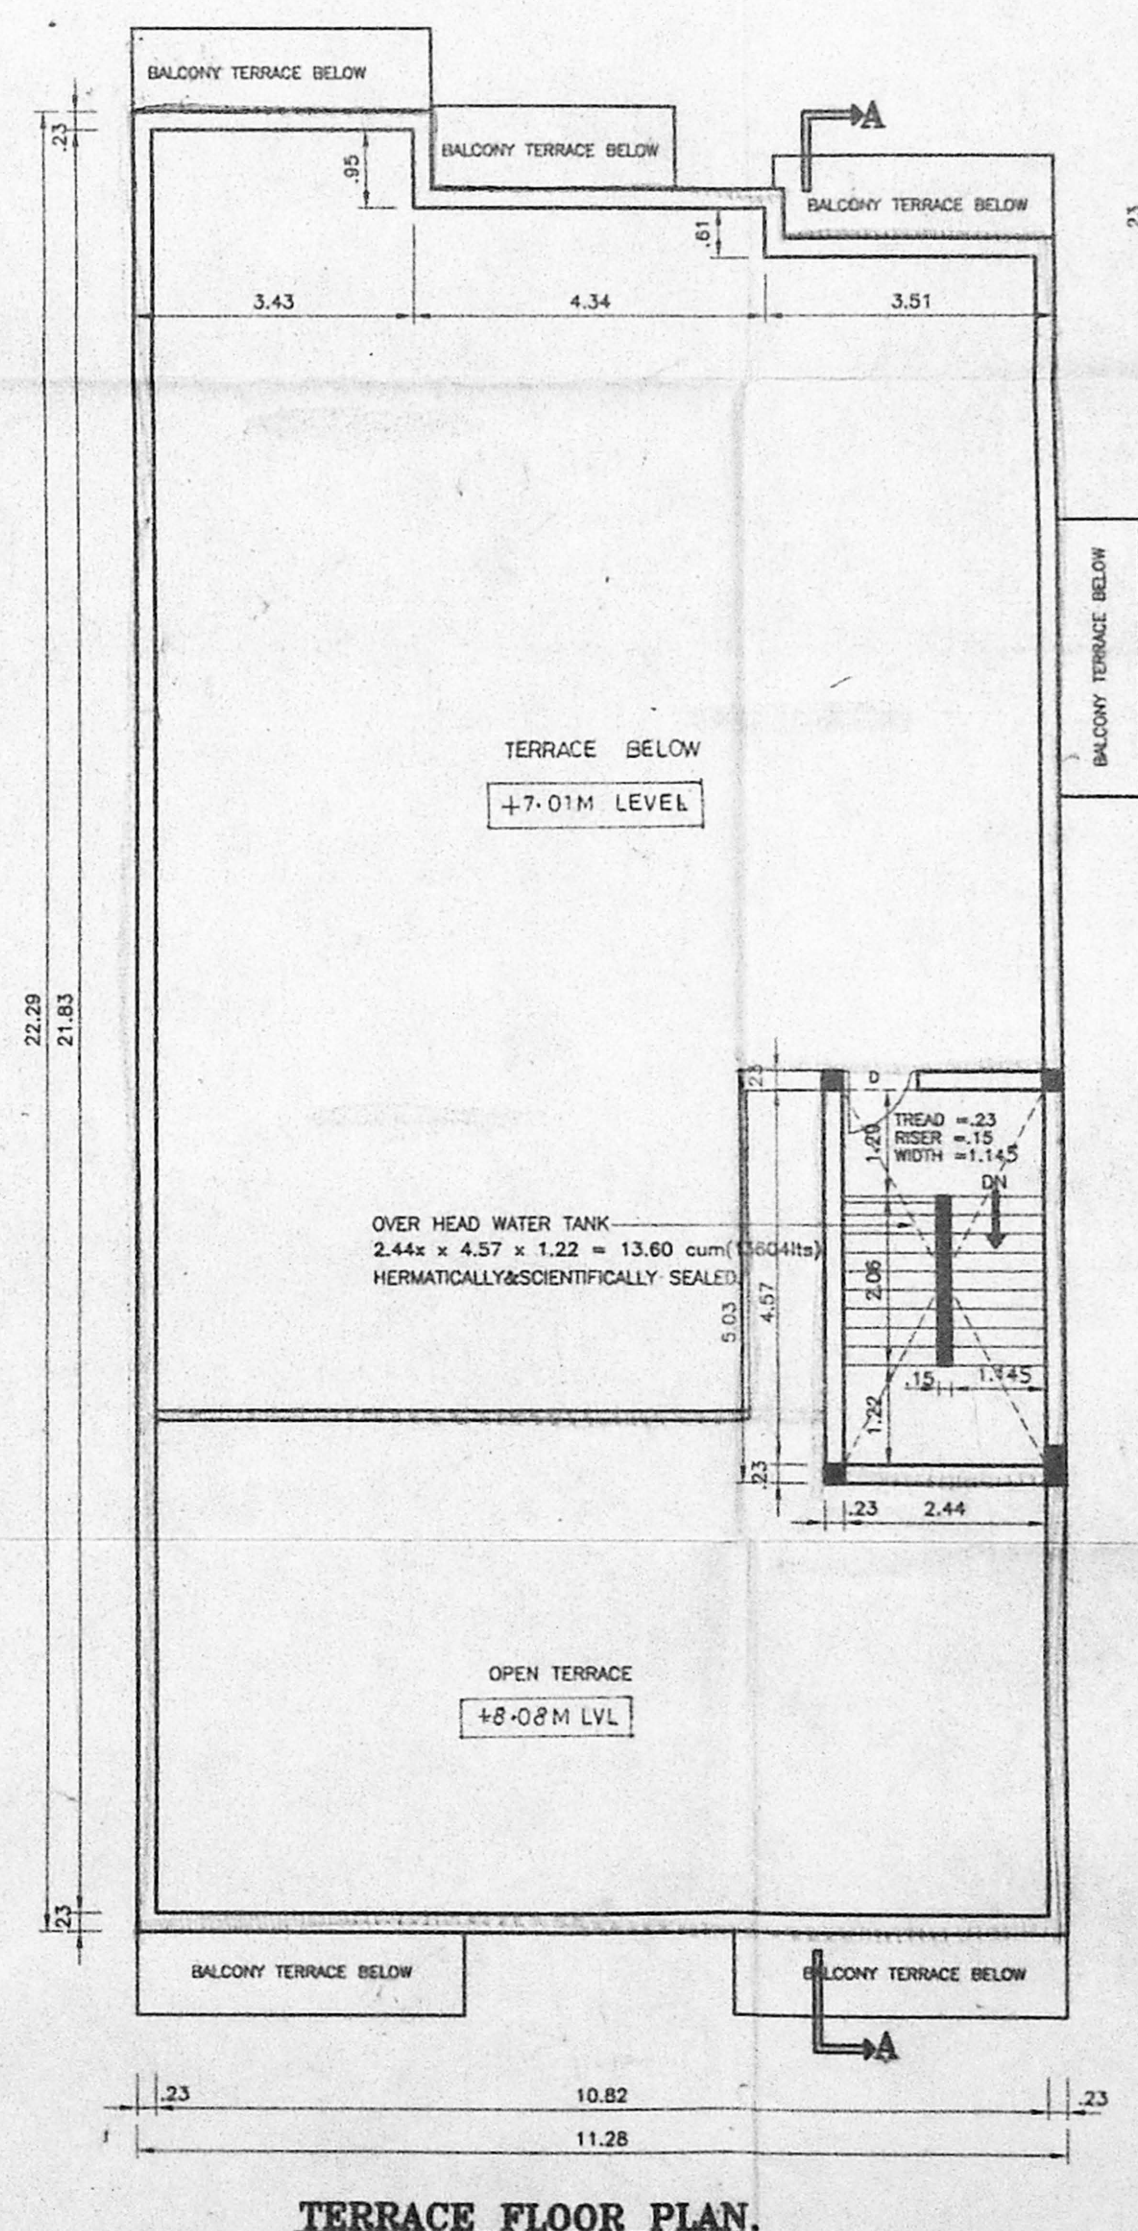 BALCONY TERRACE BELOW
A
BALCONY TERRACE BELOW
.23
.95
BALCONY TERRACE BELOW
23
.61
3.43
4.34
3.51
BALCONY TERRACE BELOW
TERRACE BELOW
+7.01M LEVEL
22.29
21.83
.23
D
TREAD =.23
RISER =.15
WIDTH =1.145
1.20
DN
OVER HEAD WATER TANK
2.44x x 4.57 x 1.22 = 13.60 cum(13604lts)
HERMATICALLY&SCIENTIFICALLY SEALED.
2.06
5.03
4.57
.15
1.145
1.22
.23
.23
2.44
OPEN TERRACE
+8.08M LVL
.23
BALCONY TERRACE BELOW
BALCONY TERRACE BELOW
A
.23
10.82
.23
11.28
TERRACE FLOOR PLAN.